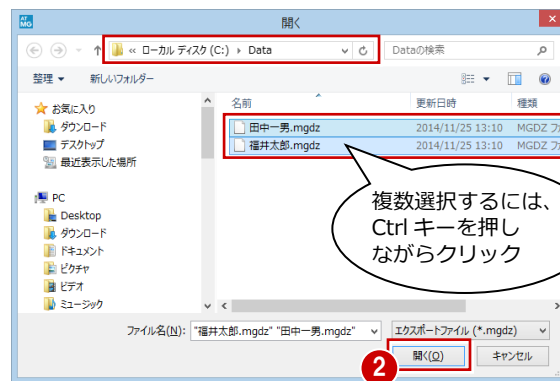 AT MG
開く
« ローカル ディスク (C:) ▸ Data
Dataの検索
整理 ▼
新しいフォルダー
お気に入り
ダウンロード
デスクトップ
最近表示した場所
PC
Desktop
ダウンロード
ドキュメント
ピクチャ
ビデオ
ミュージック
名前
更新日時
種類
田中一男.mgdz
2014/11/25 13:10
MGDZ ファ
福井太郎.mgdz
2014/11/25 13:10
MGDZ ファ
複数選択するには、
Ctrl キーを押し
ながらクリック
ファイル名(N):
"福井太郎.mgdz" "田中一男.mgdz"
エクスポートファイル (*.mgdz)
2
開く(O)
キャンセル